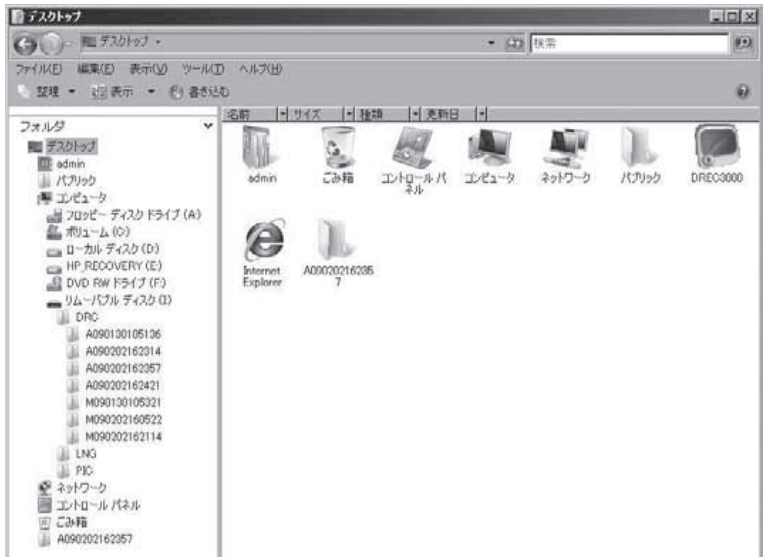 デスクトップ
デスクトップ
検索
ファイル(F) 編集(E) 表示(V) ツール(T) ヘルプ(H)
整理 表示 書き込む
フォルダ
デスクトップ
admin
パブリック
コンピュータ
フロッピー ディスク ドライブ (A)
ボリューム (C)
ローカル ディスク (D)
HP_RECOVERY (E)
DVD RW ドライブ (F)
リムーバブル ディスク (I)
DRC
A090130105136
A090202162314
A090202162357
A090202162421
M090130105321
M090202160522
M090202162114
LNG
PIC
ネットワーク
コントロール パネル
ごみ箱
A090202162357
名前 サイズ 種類 更新日
admin
ごみ箱
コントロール パ
ネル
コンピュータ
ネットワーク
パブリック
DREC3000
Internet
Explorer
A09020216235
7